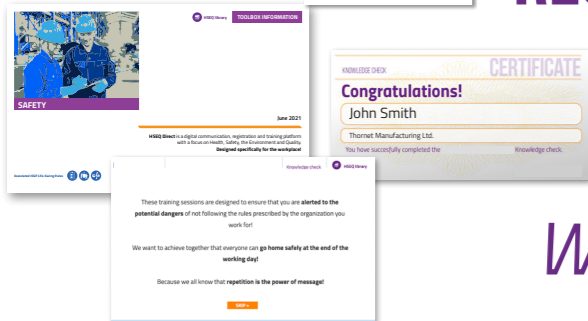 HSEQ library
TOOLBOX INFORMATION
SAFETY
June 2021
HSEQ Direct is a digital communication, registration and training platform
with a focus on Health, Safety, the Environment and Quality.
Designed specifically for the workplace!
KNOWLEDGE CHECK
CERTIFICATE
Congratulations!
John Smith
Thornet Manufacturing Ltd.
You have succesfully completed the Knowledge check.
Knowledge check
HSEQ library
These training sessions are designed to ensure that you are alerted to the
potential dangers of not following the rules prescribed by the organization you
work for!
We want to achieve together that everyone can go home safely at the end of the
working day!
Because we all know that repetition is the power of message!
SKIP »